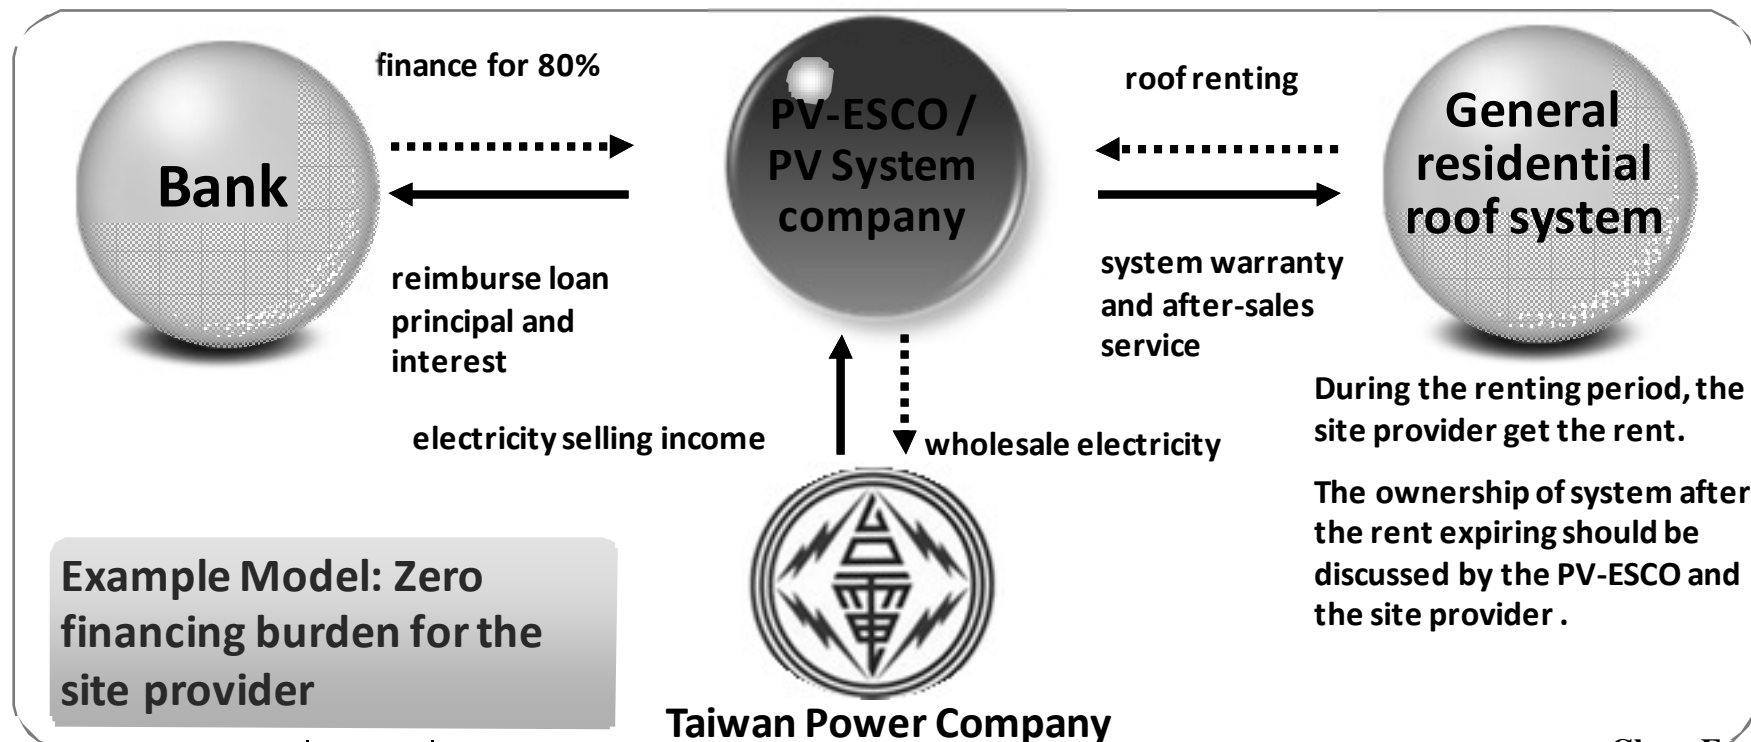 finance for 80%
Bank
reimburse loan
principal and
interest
PV-ESCO /
PV System
company
roof renting
General
residential
roof system
system warranty
and after-sales
service
electricity selling income
wholesale electricity
During the renting period, the
site provider get the rent.
The ownership of system after
the rent expiring should be
discussed by the PV-ESCO and
the site provider .
Example Model: Zero
financing burden for the
site provider
Taiwan Power Company